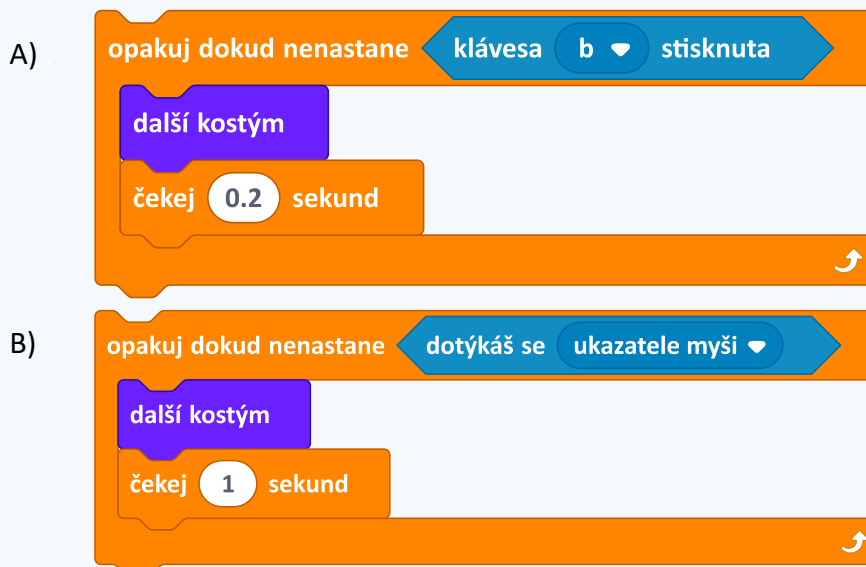 A)
opakuj dokud nenastane klávesa b stisknuta
další kostým
čekej 0.2 sekund
B)
opakuj dokud nenastane dotýkáš se ukazatele myši
další kostým
čekej 1 sekund